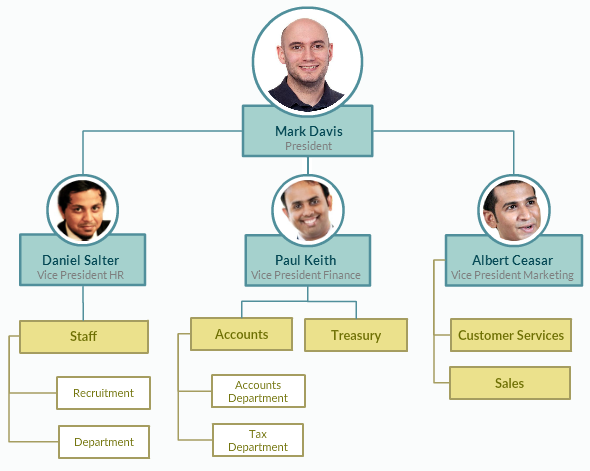 Mark Davis
President
Daniel Salter
Vice President HR
Paul Keith
Vice President Finance
Albert Ceasar
Vice President Marketing
Staff
Accounts
Treasury
Customer Services
Recruitment
Accounts
Department
Sales
Department
Tax
Department